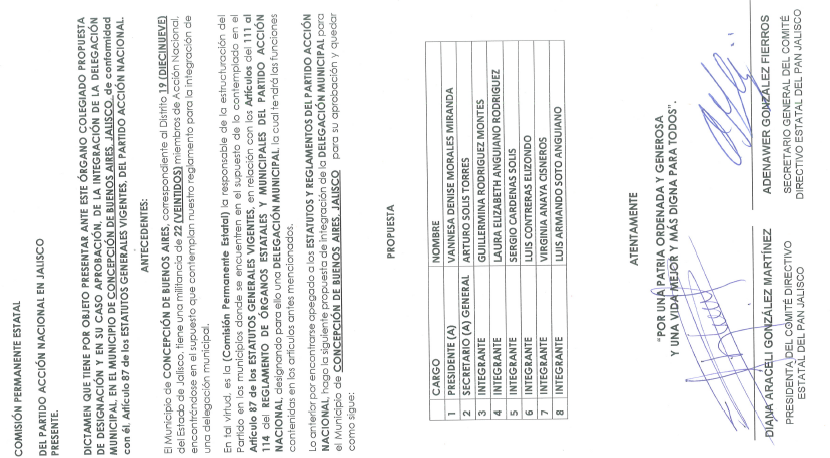 COMISIÓN PERMANENTE ESTATAL
DEL PARTIDO ACCIÓN NACIONAL EN JALISCO
PRESENTE.
DICTAMEN QUE TIENE POR OBJETO PRESENTAR ANTE ESTE ÓRGANO COLEGIADO PROPUESTA
DE DESIGNACIÓN Y EN SU CASO APROBACIÓN, DE LA INTEGRACIÓN DE LA DELEGACIÓN
MUNICIPAL, EN EL MUNICIPIO DE CONCEPCIÓN DE BUENOS AIRES, JALISCO, de conformidad
con él. Artículo 87 de los ESTATUTOS GENERALES VIGENTES, DEL PARTIDO ACCIÓN NACIONAL.
ANTECEDENTES:
El Municipio de CONCEPCIÓN DE BUENOS AIRES, correspondiente al Distrito 19 (DIECINUEVE)
del Estado de Jalisco, tiene una militancia de 22 (VEINTIDOS) miembros de Acción Nacional,
encontrándose en el supuesto que contemplan nuestro reglamento para la integración de
una delegación municipal.
En tal virtud, es la (Comisión Permanente Estatal) la responsable de la estructuración del
Partido en los municipios donde se encuentren en el supuesto de lo contemplado en el
Artículo 87 de los ESTATUTOS GENERALES VIGENTES, en relación con los Artículos del 111 al
114 del REGLAMENTO DE ÓRGANOS ESTATALES Y MUNICIPALES DEL PARTIDO ACCIÓN
NACIONAL, designando para ello una DELEGACIÓN MUNICIPAL, la cual tendrá las funciones
contenidas en los artículos antes mencionados.
Lo anterior por encontrarse apegado a los ESTATUTOS Y REGLAMENTOS DEL PARTIDO ACCIÓN
NACIONAL, hago la siguiente propuesta de integración de la DELEGACIÓN MUNICIPAL para
el Municipio de CONCEPCIÓN DE BUENOS AIRES, JALISCO para su aprobación y quedar
como sigue:
PROPUESTA
CARGO NOMBRE
1 PRESIDENTE (A) VANNESA DENISE MORALES MIRANDA
2 SECRETARIO (A) GENERAL ARTURO SOLIS TORRES
3 INTEGRANTE GUILLERMINA RODRIGUEZ MONTES
4 INTEGRANTE LAURA ELIZABETH ANGUIANO RODRIGUEZ
5 INTEGRANTE SERGIO CARDENAS SOLIS
6 INTEGRANTE LUIS CONTRERAS ELIZONDO
7 INTEGRANTE VIRGINIA ANAYA CISNEROS
8 INTEGRANTE LUIS ARMANDO SOTO ANGUIANO
ATENTAMENTE
"POR UNA PATRIA ORDENADA Y GENEROSA
Y UNA VIDA MEJOR Y MÁS DIGNA PARA TODOS".
DIANA ARACELI GONZÁLEZ MARTÍNEZ
PRESIDENTA DEL COMITÉ DIRECTIVO
ESTATAL DEL PAN JALISCO
ADENAWER GONZÁLEZ FIERROS
SECRETARIO GENERAL DEL COMITÉ
DIRECTIVO ESTATAL DEL PAN JALISCO